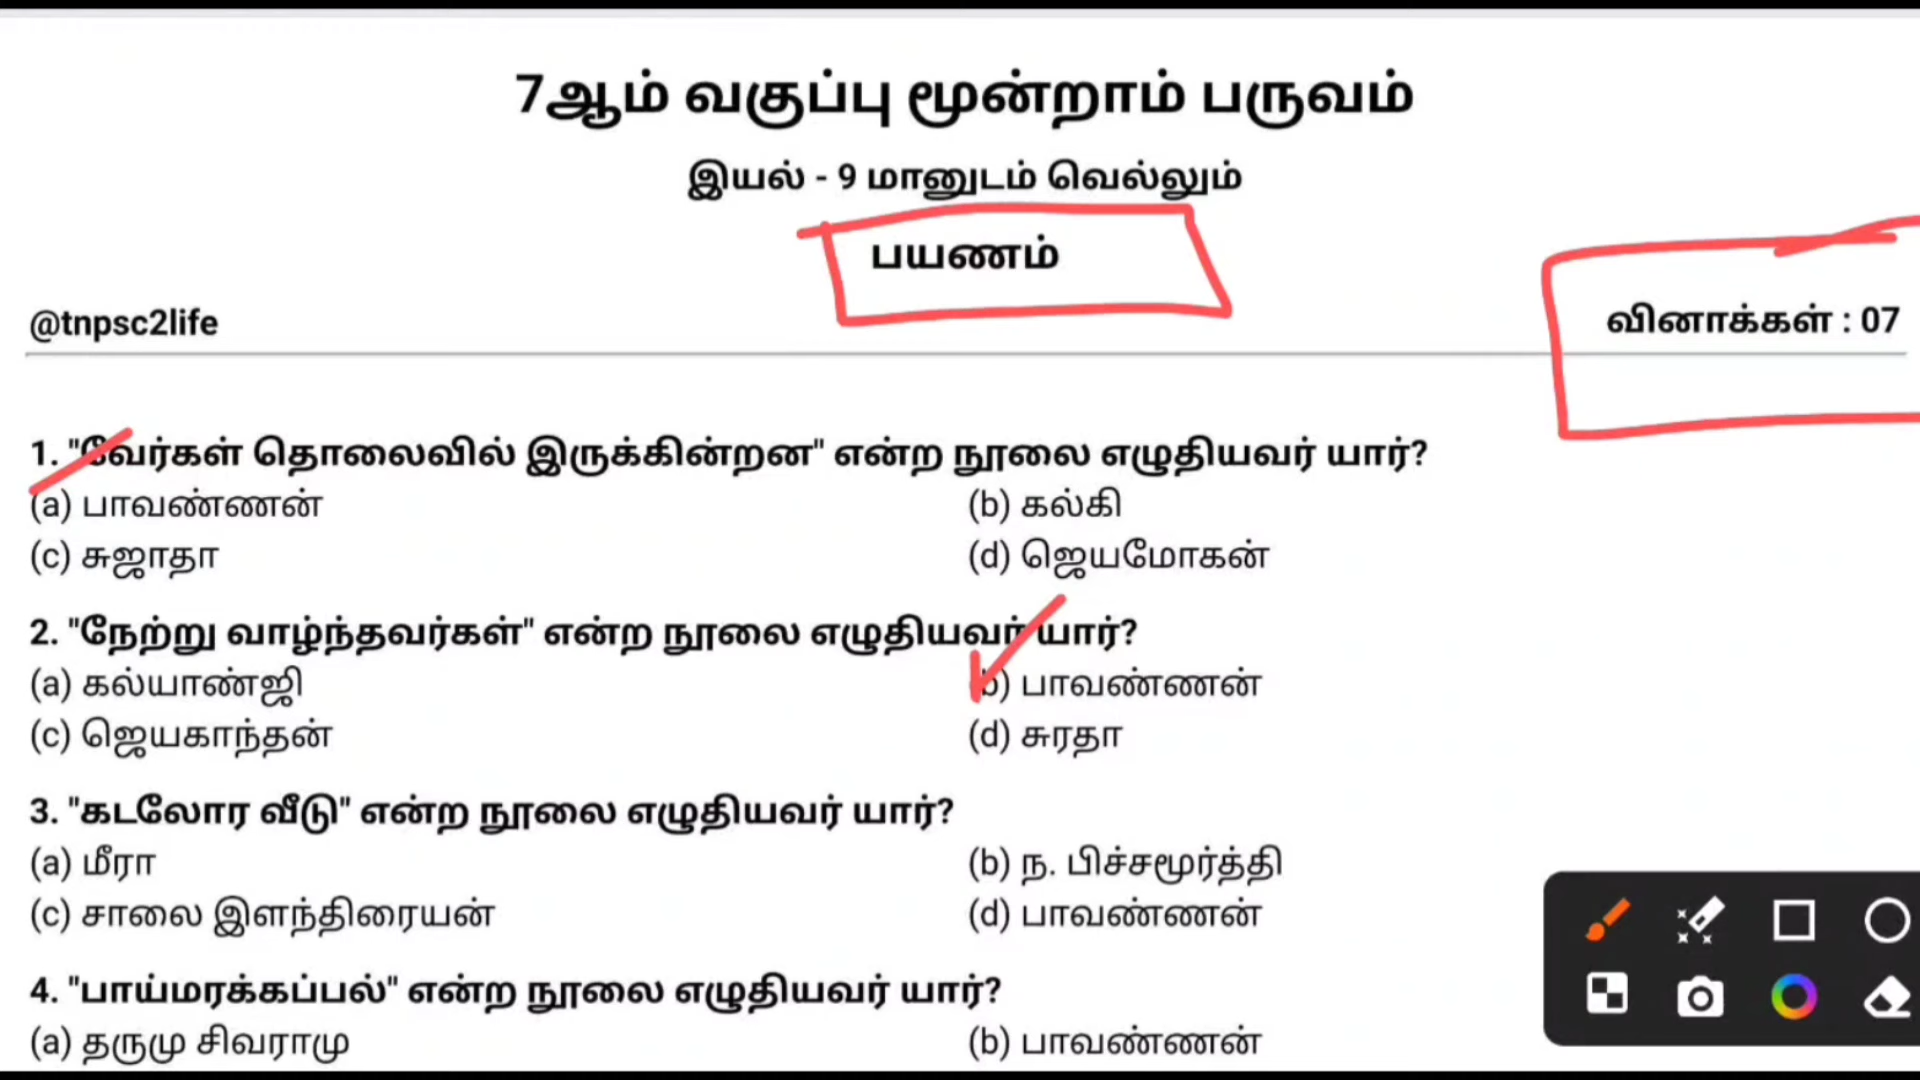 7ஆம் வகுப்பு மூன்றாம் பருவம்
இயல் - 9 மானுடம் வெல்லும்
பயணம்
@tnpsc2life
வினாக்கள் : 07
1. "வேர்கள் தொலைவில் இருக்கின்றன" என்ற நூலை எழுதியவர் யார்?
(a) பாவண்ணன் (b) கல்கி
(c) சுஜாதா (d) ஜெயமோகன்
2. "நேற்று வாழ்ந்தவர்கள்" என்ற நூலை எழுதியவர் யார்?
(a) கல்யாண்ஜி (b) பாவண்ணன்
(c) ஜெயகாந்தன் (d) சுரதா
3. "கடலோர வீடு" என்ற நூலை எழுதியவர் யார்?
(a) மீரா (b) ந. பிச்சமூர்த்தி
(c) சாலை இளந்திரையன் (d) பாவண்ணன்
4. "பாய்மரக்கப்பல்" என்ற நூலை எழுதியவர் யார்?
(a) தருமு சிவராமு (b) பாவண்ணன்